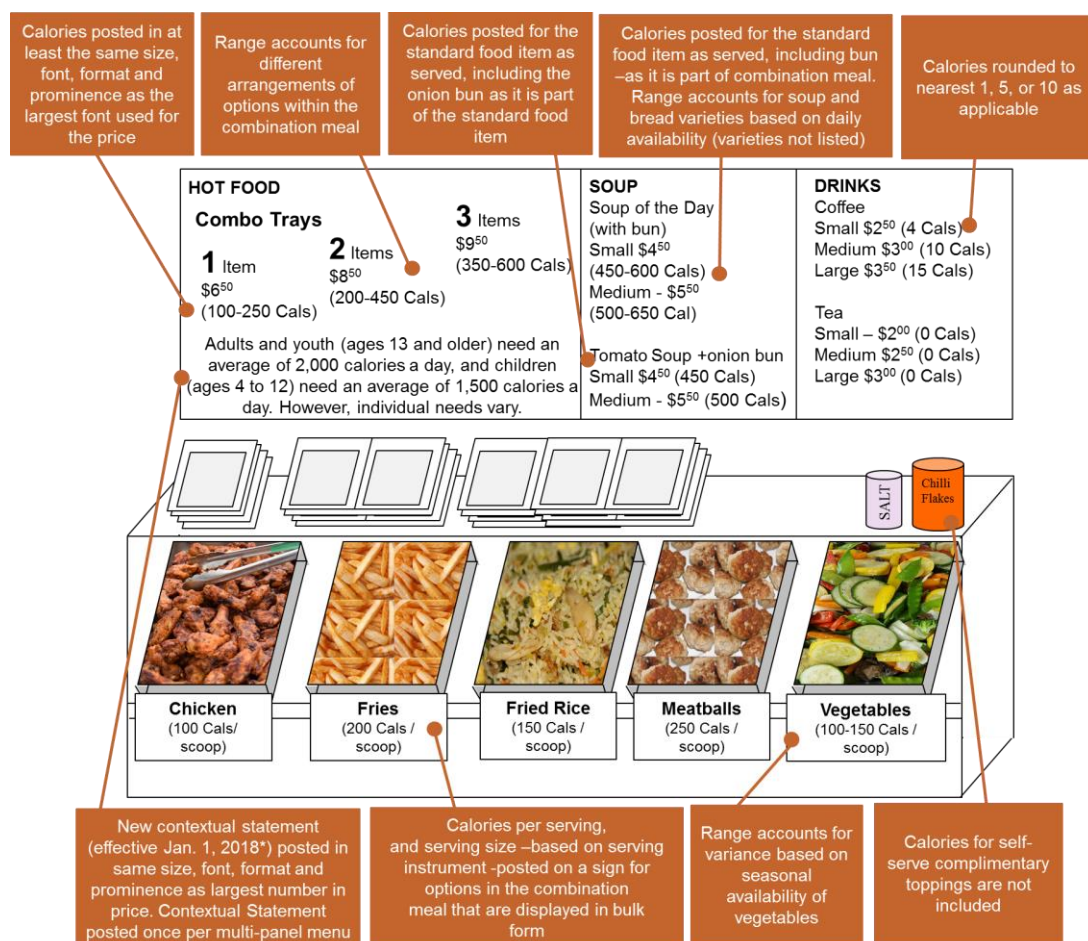 Calories posted in at
least the same size,
font, format and
prominence as the
largest font used for
the price
Range accounts for
different
arrangements of
options within the
combination meal
Calories posted for the
standard food item as
served, including the
onion bun as it is part
of the standard food
item
Calories posted for the standard
food item as served, including bun
–as it is part of combination meal.
Range accounts for soup and
bread varieties based on daily
availability (varieties not listed)
Calories rounded to
nearest 1, 5, or 10 as
applicable
HOT FOOD
Combo Trays
1 Item
$6⁵⁰
(100-250 Cals)
2 Items
$8⁵⁰
(200-450 Cals)
3 Items
$9⁵⁰
(350-600 Cals)
Adults and youth (ages 13 and older) need an
average of 2,000 calories a day, and children
(ages 4 to 12) need an average of 1,500 calories a
day. However, individual needs vary.
SOUP
Soup of the Day
(with bun)
Small $4⁵⁰
(450-600 Cals)
Medium - $5⁵⁰
(500-650 Cal)
Tomato Soup +onion bun
Small $4⁵⁰ (450 Cals)
Medium - $5⁵⁰ (500 Cals)
DRINKS
Coffee
Small $2⁵⁰ (4 Cals)
Medium $3⁰⁰ (10 Cals)
Large $3⁵⁰ (15 Cals)
Tea
Small – $2⁰⁰ (0 Cals)
Medium $2⁵⁰ (0 Cals)
Large $3⁰⁰ (0 Cals)
SALT
Chilli
Flakes
Chicken
(100 Cals/
scoop)
Fries
(200 Cals /
scoop)
Fried Rice
(150 Cals /
scoop)
Meatballs
(250 Cals /
scoop)
Vegetables
(100-150 Cals /
scoop)
New contextual statement
(effective Jan. 1, 2018*) posted in
same size, font, format and
prominence as largest number in
price. Contextual Statement
posted once per multi-panel menu
Calories per serving,
and serving size –based on serving
instrument -posted on a sign for
options in the combination
meal that are displayed in bulk
form
Range accounts for
variance based on
seasonal
availability of
vegetables
Calories for self-
serve complimentary
toppings are not
included